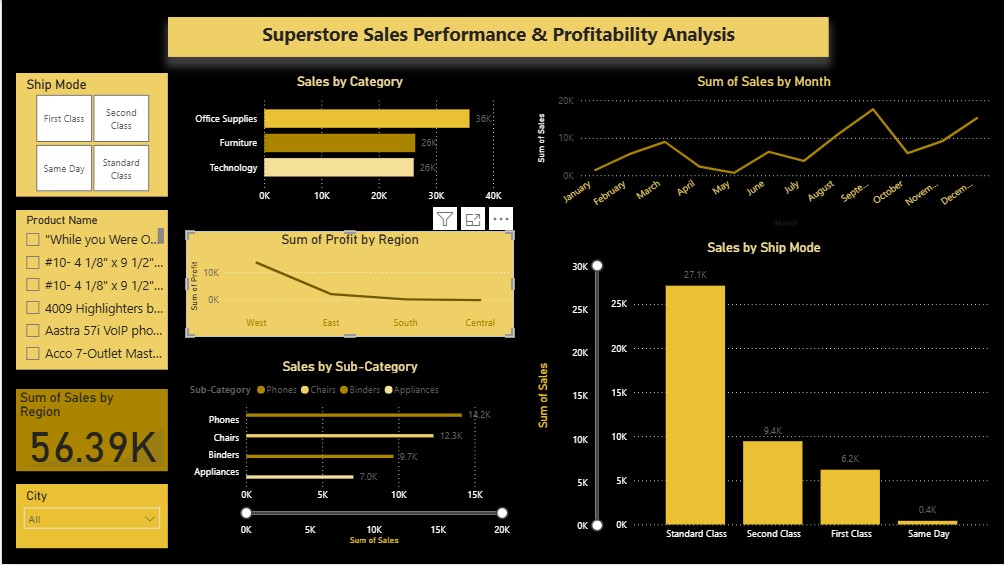 Superstore Sales Performance & Profitability Analysis
Ship Mode
First Class
Second
Class
Same Day
Standard
Class
Product Name
"While you Were O...
#10- 4 1/8" x 9 1/2"...
#10- 4 1/8" x 9 1/2"...
4009 Highlighters b...
Aastra 57i VoIP pho...
Acco 7-Outlet Mast...
Sum of Sales by
Region
56.39K
City
All
Sales by Category
Office Supplies
36K
Furniture
26K
Technology
26K
0K 10K 20K 30K 40K
Sum of Profit by Region
Sum of Profit
10K
0K
West East South Central
Sales by Sub-Category
Sub-Category Phones Chairs Binders Appliances
Phones
14.2K
Chairs
12.3K
Binders
9.7K
Appliances
7.0K
0K 5K 10K 15K
0K 5K 10K 15K 20K
Sum of Sales
Sum of Sales by Month
Sum of Sales
20K
10K
0K
January February March April May June July August Septe... October Novem... Decem...
Month
Sales by Ship Mode
Sum of Sales
30K
25K
20K
15K
10K
5K
0K
25K
20K
15K
10K
5K
0K
27.1K
9.4K
6.2K
0.4K
Standard Class Second Class First Class Same Day